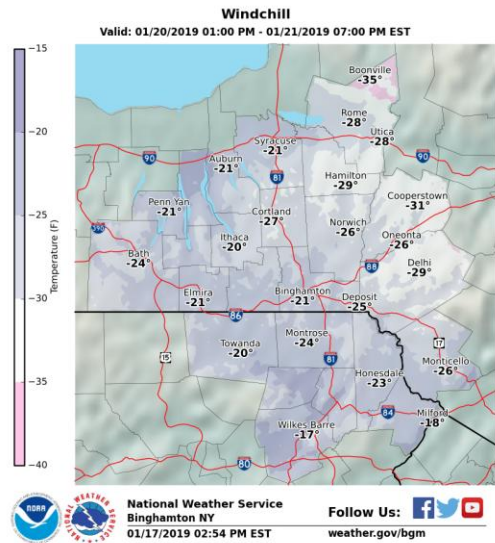 Windchill
Valid: 01/20/2019 01:00 PM - 01/21/2019 07:00 PM EST
−15
−20
−25
−30
−35
−40
Temperature (F)
Boonville
-35°
Rome
-28°
Utica
-28°
Syracuse
-21°
Auburn
-21°
90
90
81
Hamilton
-29°
Cooperstown
-31°
Penn Yan
-21°
Cortland
-27°
Norwich
-26°
Oneonta
-26°
390
Ithaca
-20°
Bath
-24°
88
Delhi
-29°
Elmira
-21°
Binghamton
-21°
Deposit
-25°
86
Towanda
-20°
Montrose
-24°
17
15
81
Monticello
-26°
Honesdale
-23°
84
Milford
-18°
Wilkes Barre
-17°
80
NOAA
NATIONAL WEATHER SERVICE
National Weather Service
Binghamton NY
01/17/2019 02:54 PM EST
Follow Us:
weather.gov/bgm